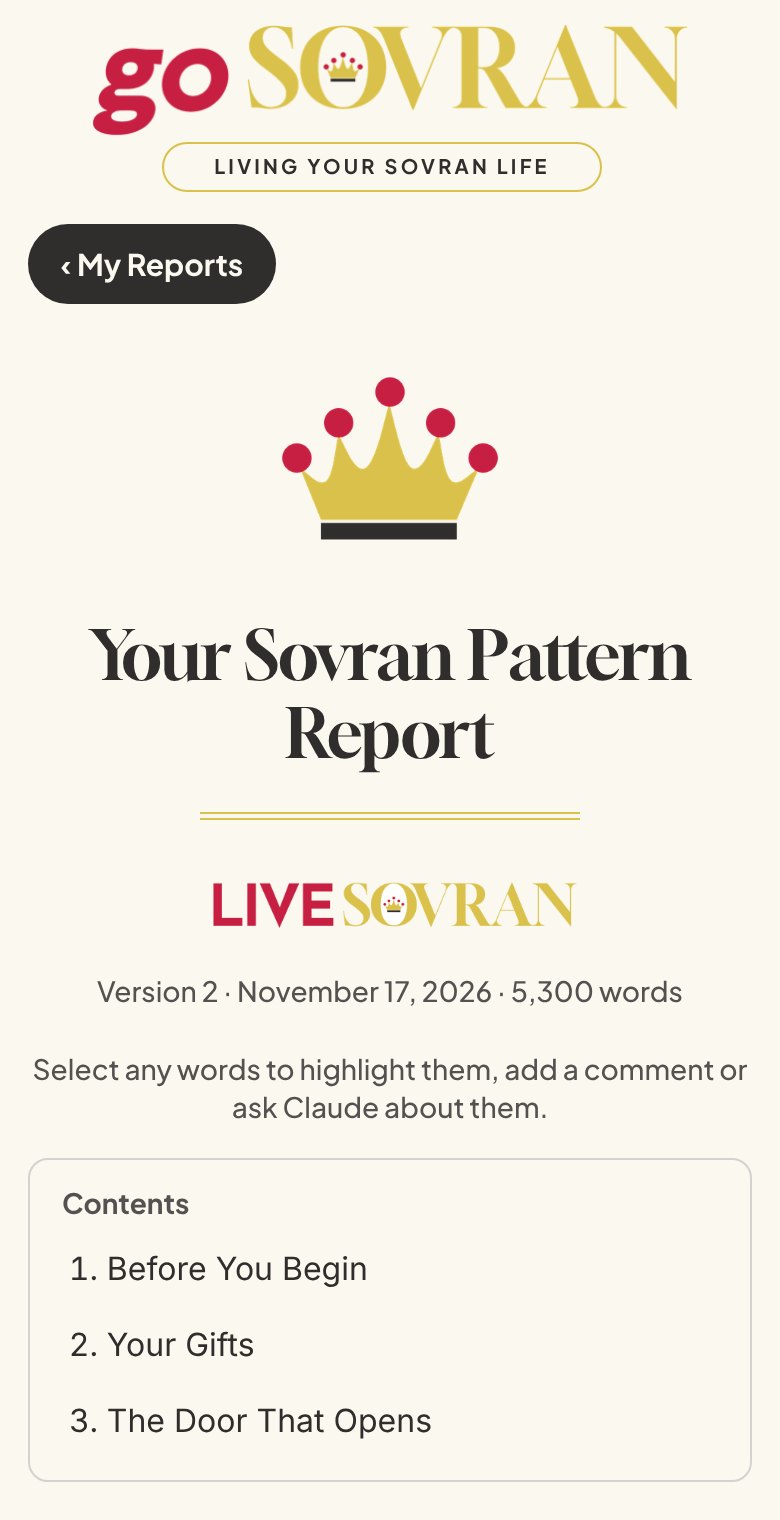 go SOVRAN
LIVING YOUR SOVRAN LIFE
‹ My Reports
Your Sovran Pattern
Report
LIVE SOVRAN
Version 2 · November 17, 2026 · 5,300 words
Select any words to highlight them, add a comment or
ask Claude about them.
Contents
1. Before You Begin
2. Your Gifts
3. The Door That Opens